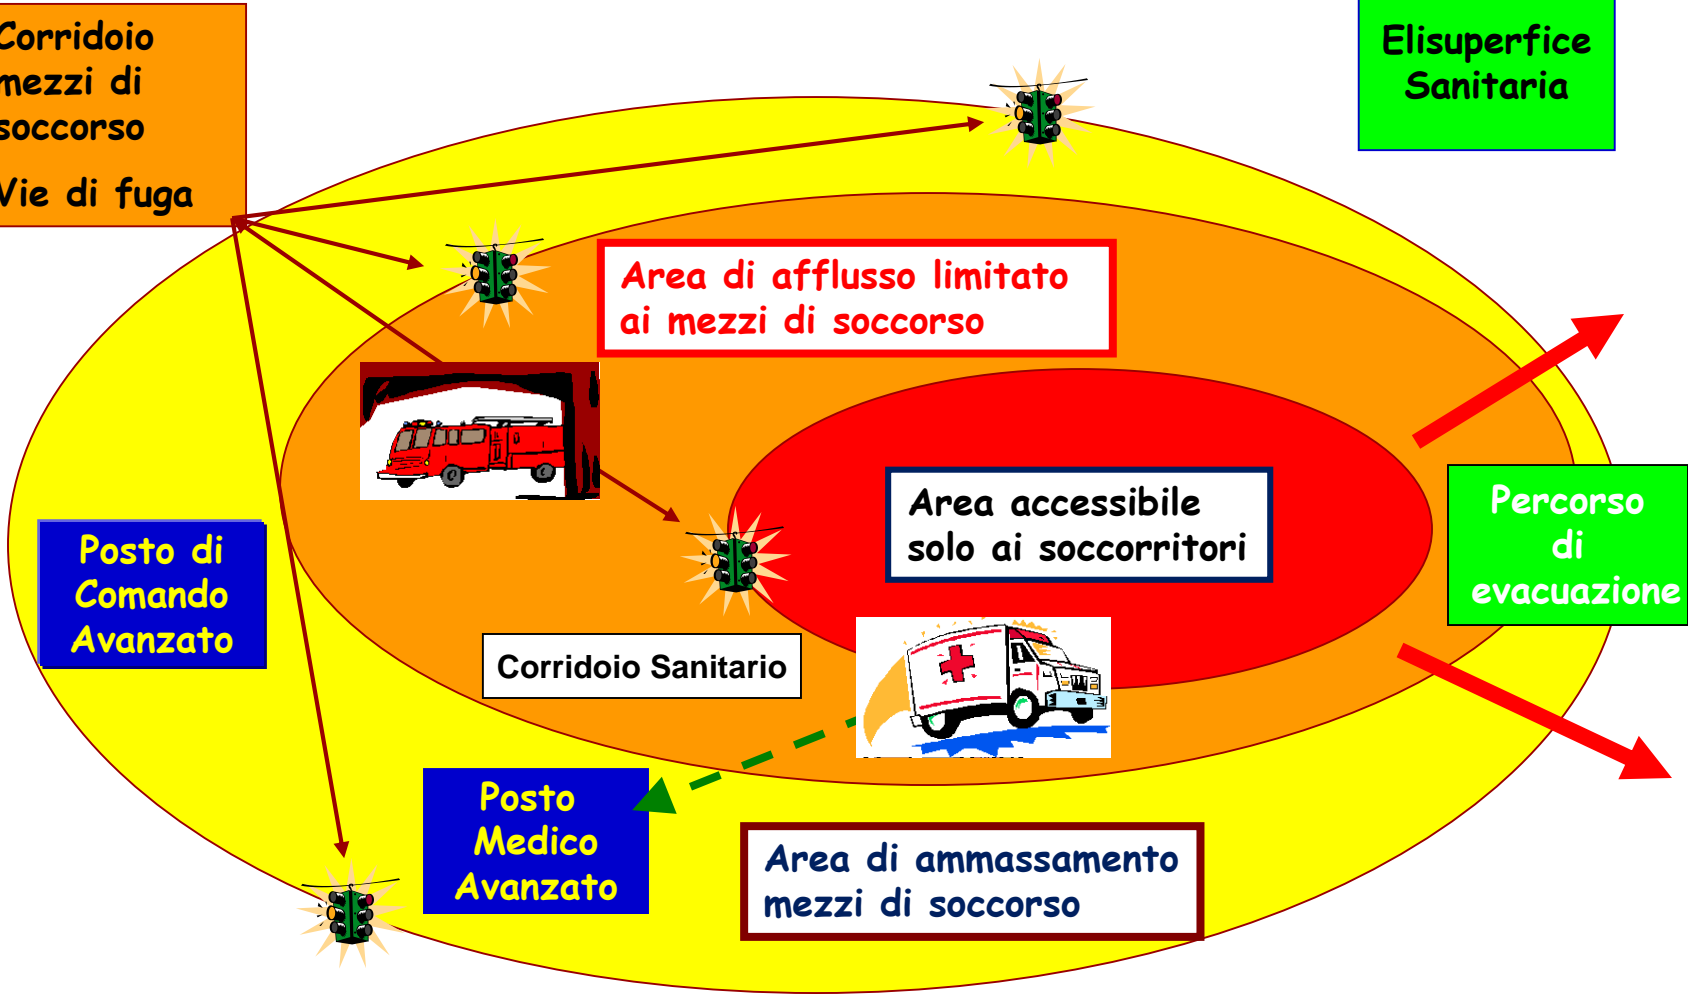 Corridoio
mezzi di
soccorso
Vie di fuga
Elisuperfice
Sanitaria
Area di afflusso limitato
ai mezzi di soccorso
Area accessibile
solo ai soccorritori
Percorso
di
evacuazione
Posto di
Comando
Avanzato
Corridoio Sanitario
Posto
Medico
Avanzato
Area di ammassamento
mezzi di soccorso